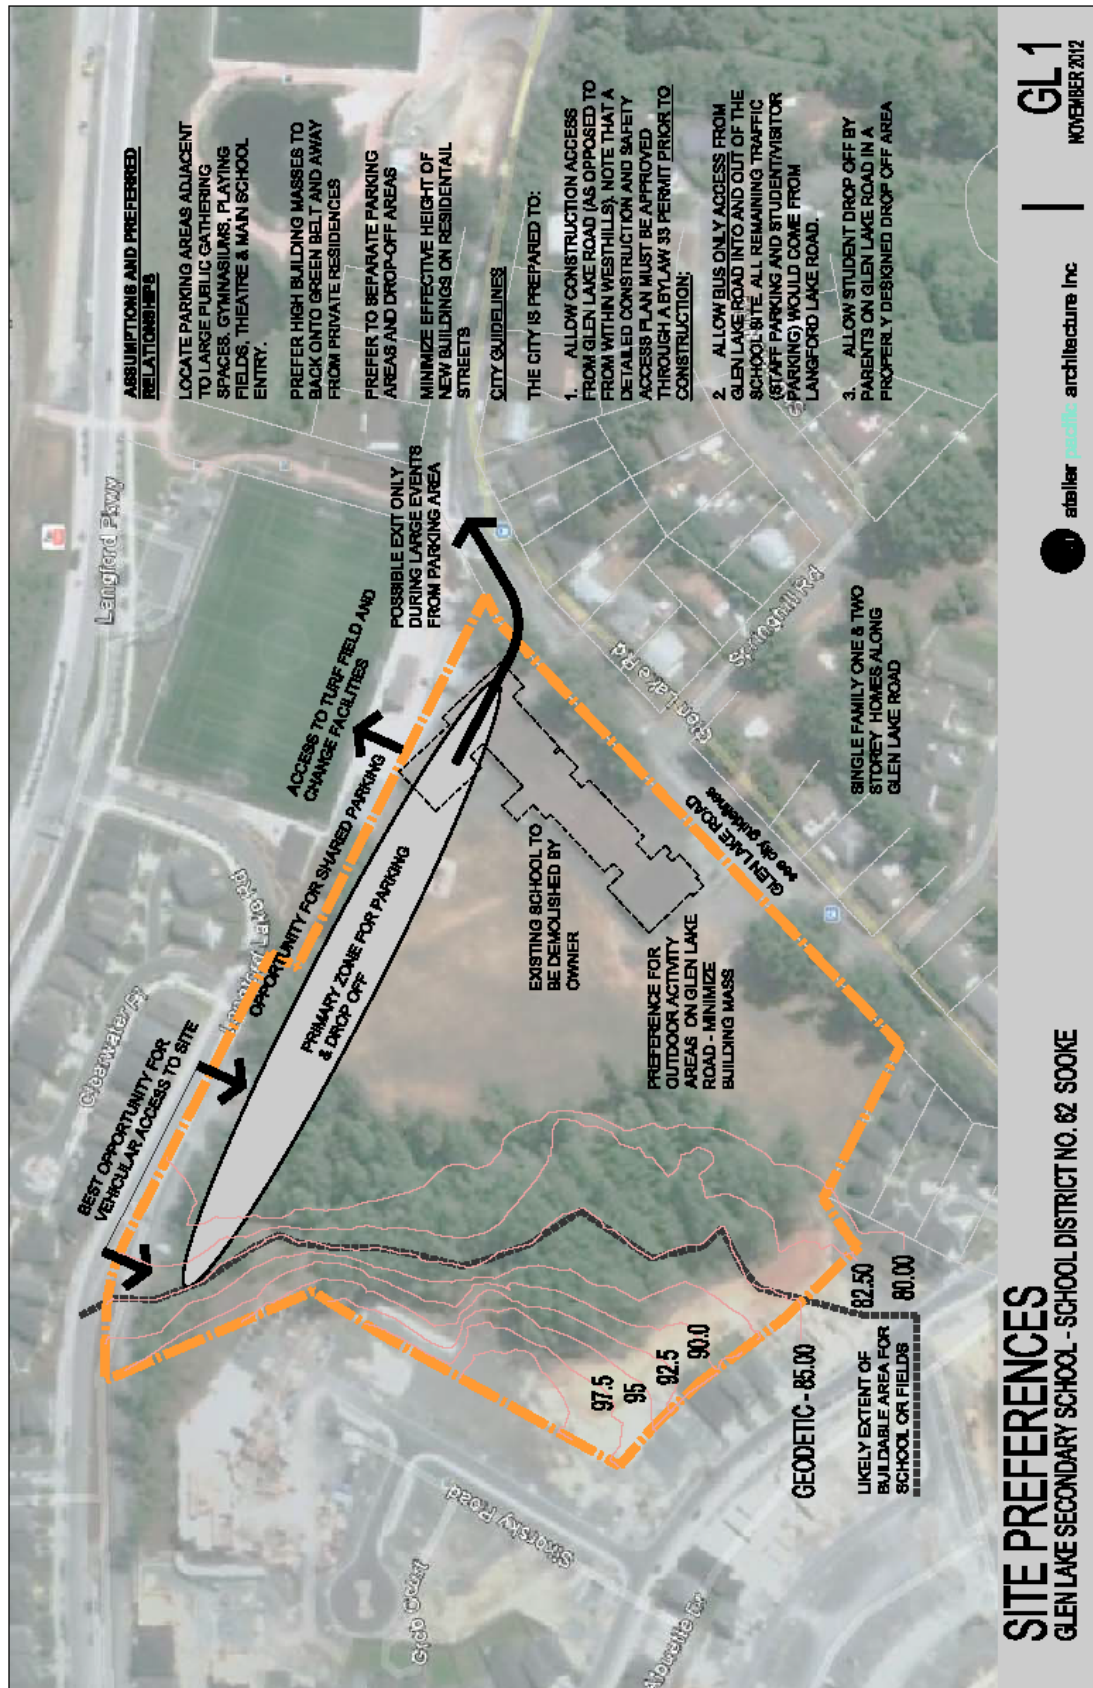 ASSUMPTIONS AND PREFERRED
RELATIONSHIPS
LOCATE PARKING AREAS ADJACENT
TO LARGE PUBLIC GATHERING
SPACES, GYMNASIUMS, PLAYING
FIELDS, THEATRE & MAIN SCHOOL
ENTRY.
PREFER HIGH BUILDING MASSES TO
BACK ONTO GREEN BELT AND AWAY
FROM PRIVATE RESIDENCES
PREFER TO SEPARATE PARKING
AREAS AND DROP-OFF AREAS
MINIMIZE EFFECTIVE HEIGHT OF
NEW BUILDINGS ON RESIDENTIAL
STREETS
CITY GUIDELINES
THE CITY IS PREPARED TO:
1. ALLOW CONSTRUCTION ACCESS
FROM GLEN LAKE ROAD (AS OPPOSED TO
FROM WITHIN WESTHILLS). NOTE THAT A
DETAILED CONSTRUCTION AND SAFETY
ACCESS PLAN MUST BE APPROVED
THROUGH A BYLAW 33 PERMIT PRIOR TO
CONSTRUCTION;
2. ALLOW BUS ONLY ACCESS FROM
GLEN LAKE ROAD INTO AND OUT OF THE
SCHOOL SITE. ALL REMAINING TRAFFIC
(STAFF PARKING AND STUDENT/VISITOR
PARKING) WOULD COME FROM
LANGFORD LAKE ROAD.
3. ALLOW STUDENT DROP OFF BY
PARENTS ON GLEN LAKE ROAD IN A
PROPERLY DESIGNED DROP OFF AREA
Langford Pkwy
Clearwater Pl
Langford Lake Rd
BEST OPPORTUNITY FOR
VEHICULAR ACCESS TO SITE
OPPORTUNITY FOR SHARED PARKING
ACCESS TO TURF FIELD AND
CHANGE FACILITIES
POSSIBLE EXIT ONLY
DURING LARGE EVENTS
FROM PARKING AREA
PRIMARY ZONE FOR PARKING
& DROP OFF
EXISTING SCHOOL TO
BE DEMOLISHED BY
OWNER
PREFERENCE FOR
OUTDOOR ACTIVITY
AREAS ON GLEN LAKE
ROAD - MINIMIZE
BUILDING MASS
GLEN LAKE ROAD
see city guidelines
Glen Lake Rd
Springhill Rd
SINGLE FAMILY ONE & TWO
STOREY HOMES ALONG
GLEN LAKE ROAD
97.5
95
92.5
90.0
GEODETIC - 85.00
82.50
80.00
LIKELY EXTENT OF
BUILDABLE AREA FOR
SCHOOL OR FIELDS
Sikorsky Road
Grob Court
Alouette Dr
SITE PREFERENCES
GLEN LAKE SECONDARY SCHOOL - SCHOOL DISTRICT NO. 62 SOOKE
atelier pacific architecture inc
GL 1
NOVEMBER 2012